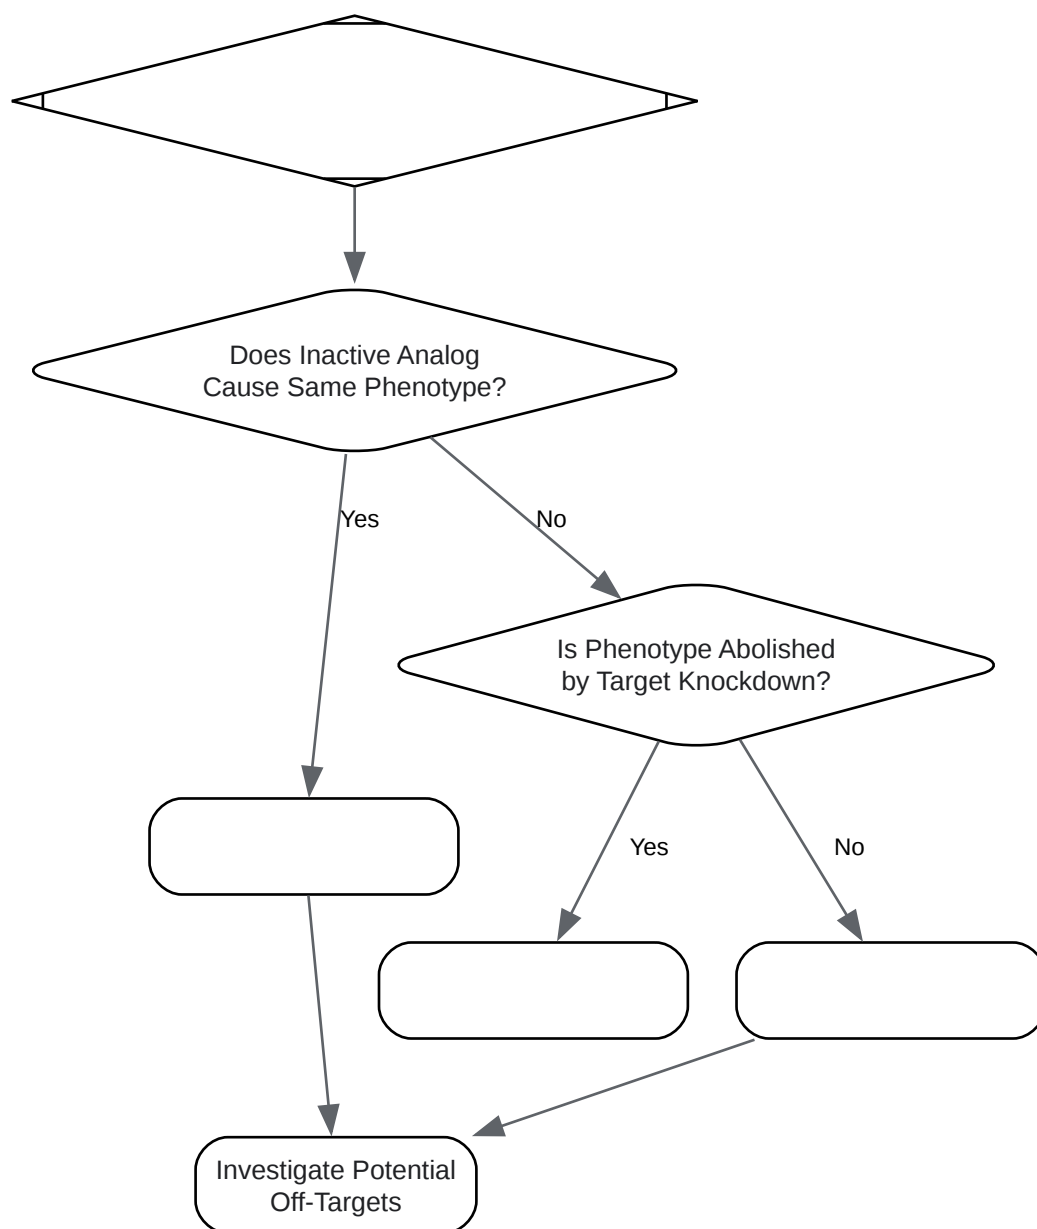 Does Inactive Analog
Cause Same Phenotype?
Yes
No
Is Phenotype Abolished
by Target Knockdown?
Yes
No
Investigate Potential
Off-Targets